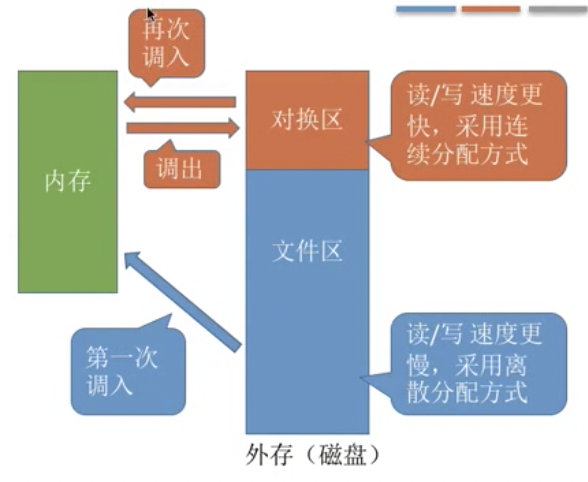 再次
调入
对换区
读/写 速度更
快，采用连
续分配方式
调出
内存
文件区
第一次
调入
读/写 速度更
慢，采用离
散分配方式
外存（磁盘）